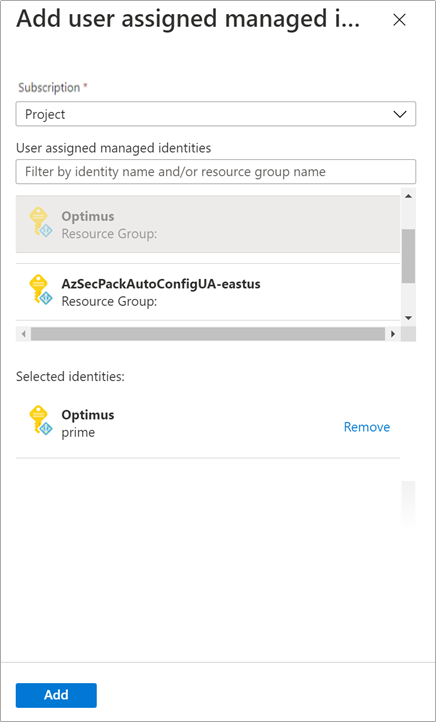 Add user assigned managed i...
Subscription *
Project
User assigned managed identities
Filter by identity name and/or resource group name
Optimus
Resource Group:
AzSecPackAutoConfigUA-eastus
Resource Group:
Selected identities:
Optimus
prime
Remove
Add